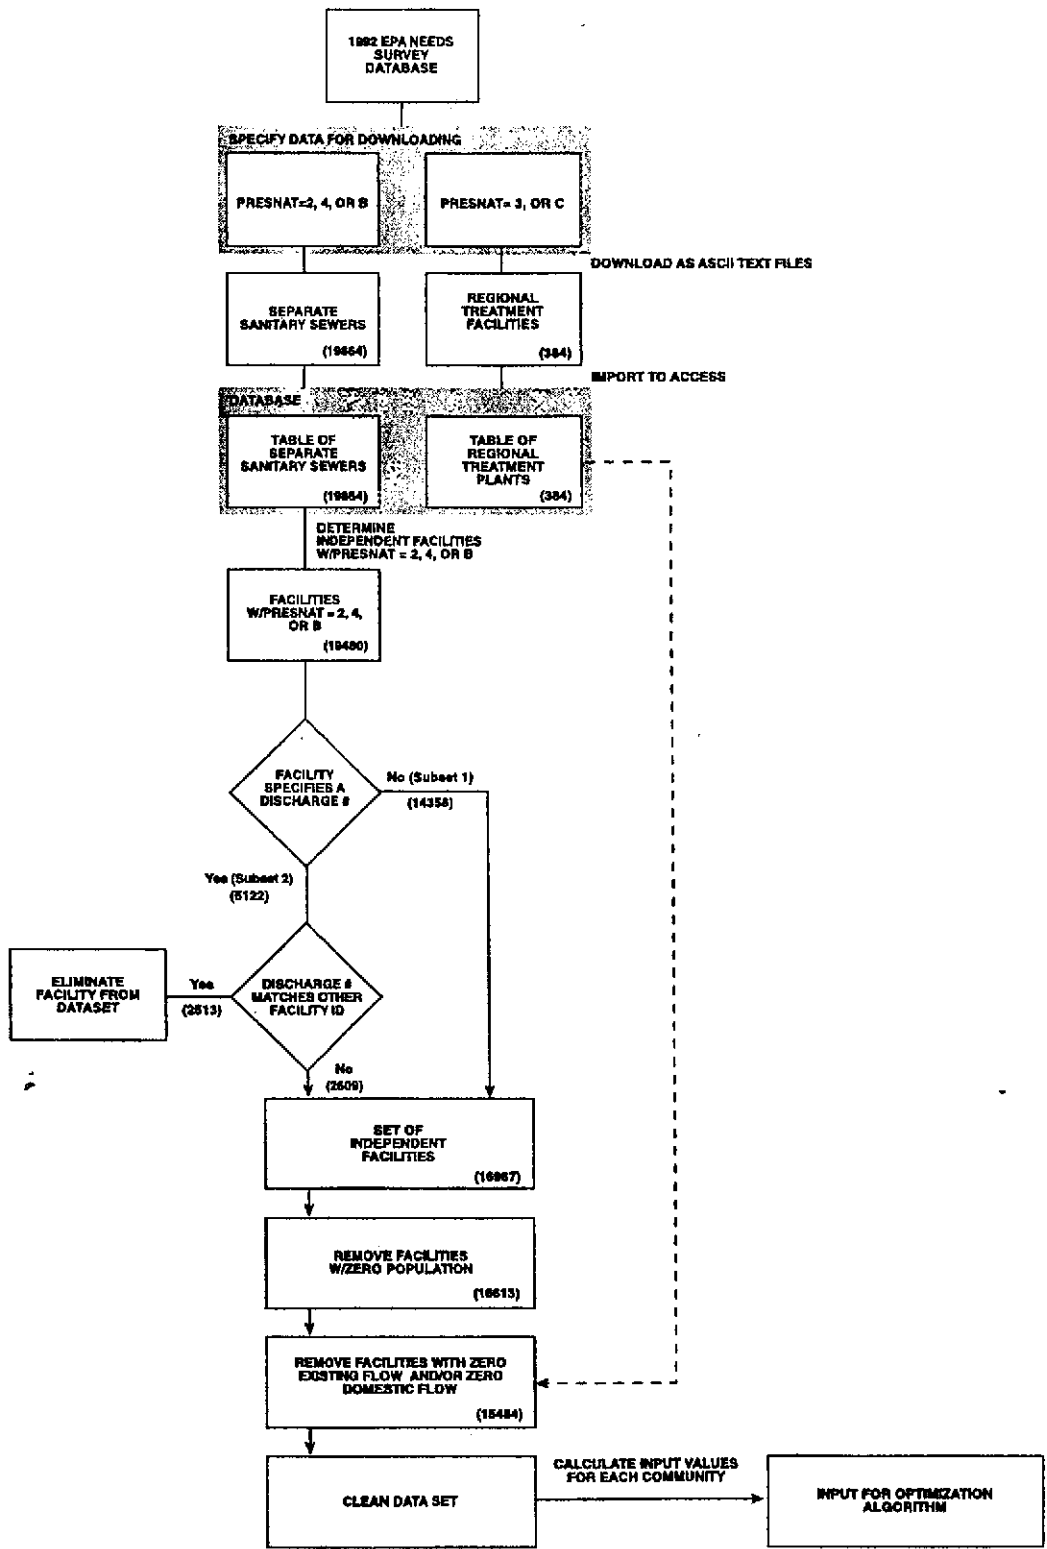 1992 EPA NEEDS
SURVEY
DATABASE
SPECIFY DATA FOR DOWNLOADING
PRESNAT=2, 4, OR B
PRESNAT= 3, OR C
DOWNLOAD AS ASCII TEXT FILES
SEPARATE
SANITARY SEWERS
REGIONAL
TREATMENT
FACILITIES
(384)
IMPORT TO ACCESS
DATABASE
TABLE OF
SEPARATE
SANITARY SEWERS
TABLE OF
REGIONAL
TREATMENT
PLANTS
(384)
DETERMINE
INDEPENDENT FACILITIES
W/PRESNAT = 2, 4, OR B
FACILITIES
W/PRESNAT = 2, 4,
OR B
(19480)
FACILITY
SPECIFIES A
DISCHARGE #
No (Subset 1)
(14358)
Yes (Subset 2)
(5122)
ELIMINATE
FACILITY FROM
DATASET
Yes
(2513)
DISCHARGE #
MATCHES OTHER
FACILITY ID
No
(2609)
SET OF
INDEPENDENT
FACILITIES
(16967)
REMOVE FACILITIES
W/ZERO POPULATION
(16613)
REMOVE FACILITIES WITH ZERO
EXISTING FLOW AND/OR ZERO
DOMESTIC FLOW
(15484)
CLEAN DATA SET
CALCULATE INPUT VALUES
FOR EACH COMMUNITY
INPUT FOR OPTIMIZATION
ALGORITHM